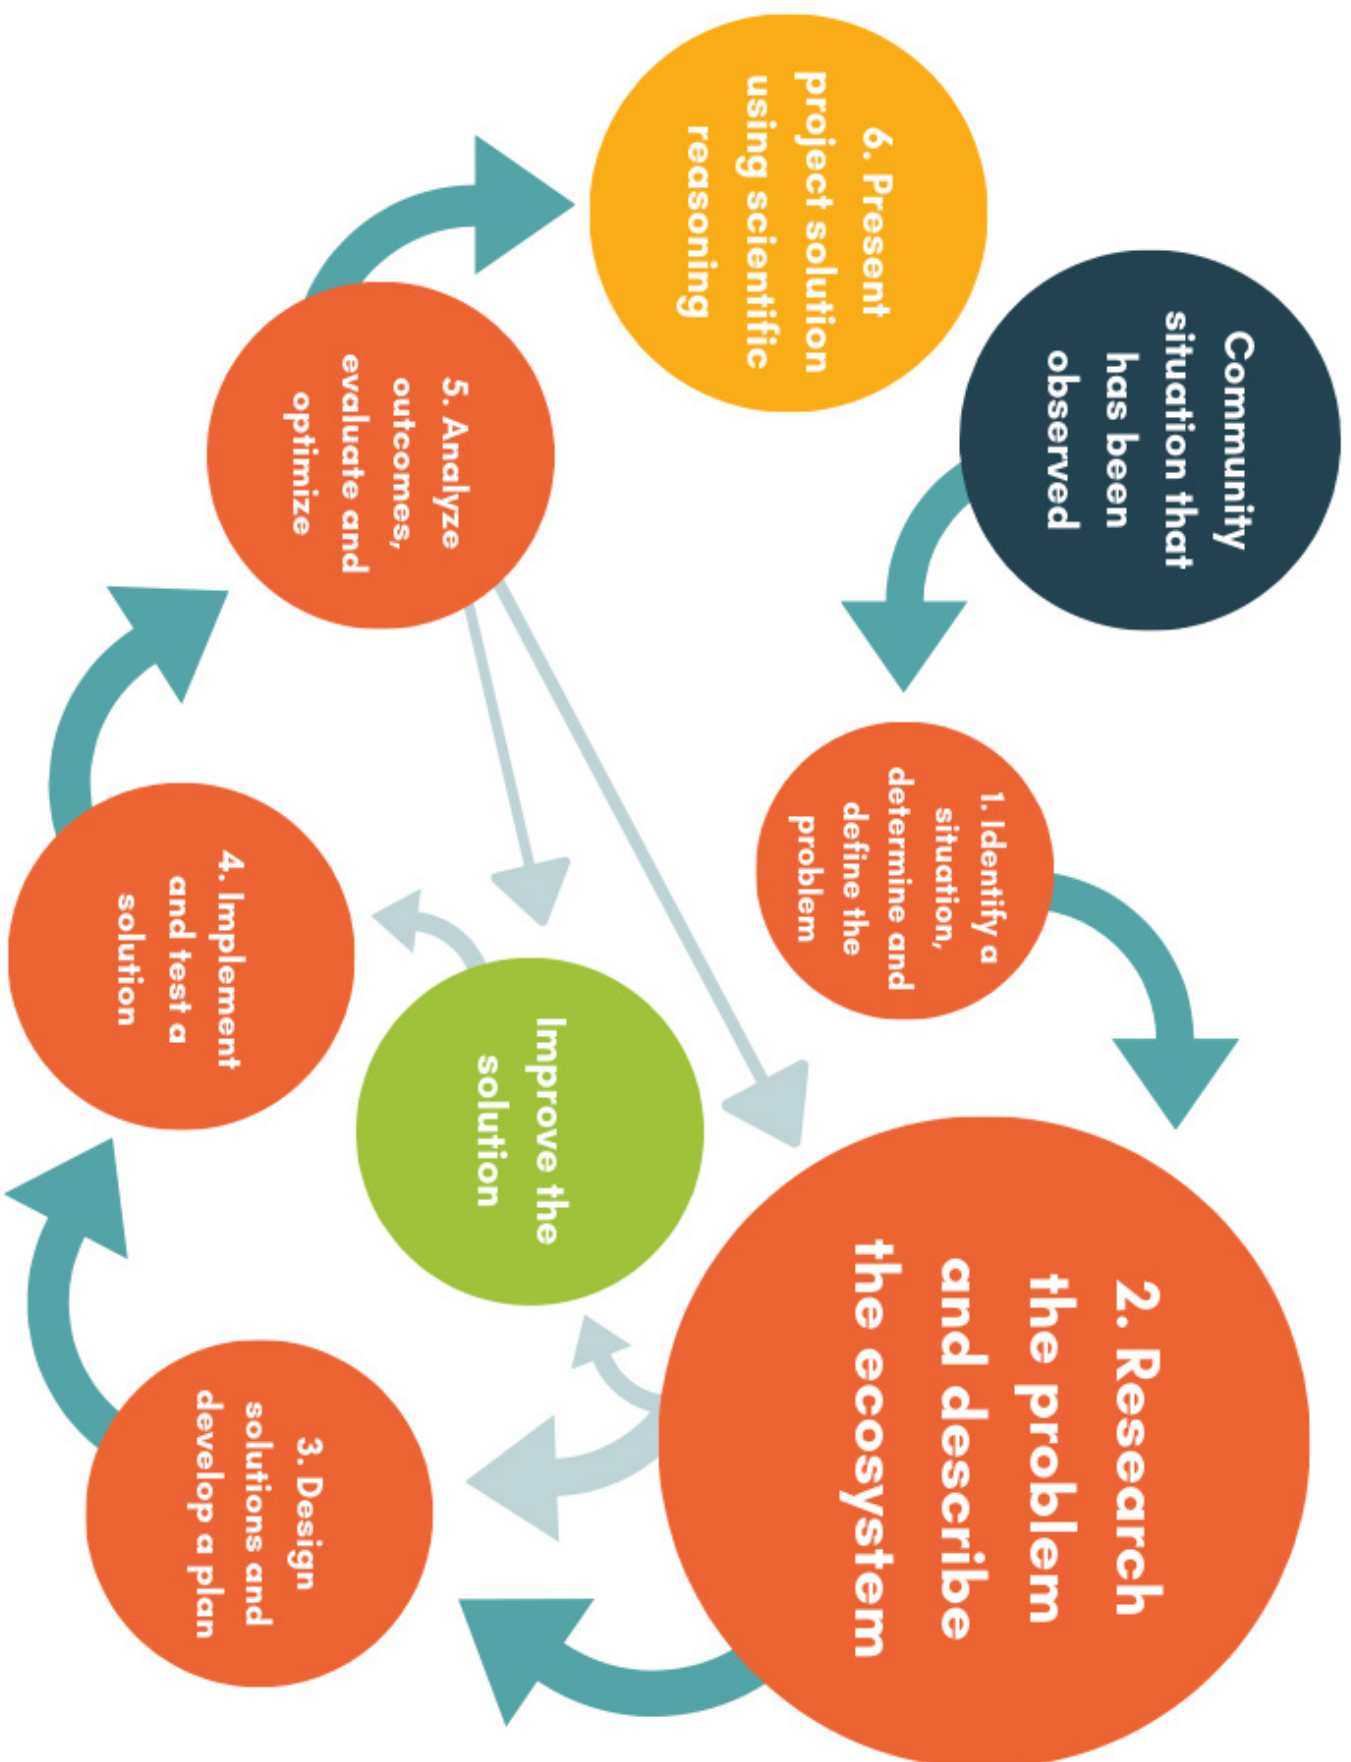 Community
situation that
has been
observed
1. Identify a
situation,
determine and
define the
problem
2. Research
the problem
and describe
the ecosystem
3. Design
solutions and
develop a plan
4. Implement
and test a
solution
5. Analyze
outcomes,
evaluate and
optimize
6. Present
project solution
using scientific
reasoning
Improve the
solution